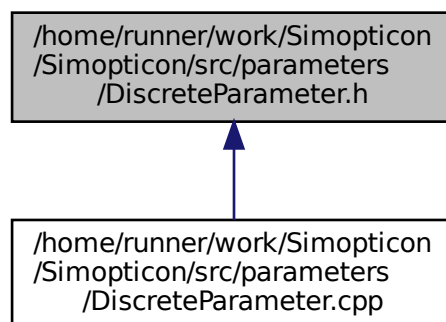 /home/runner/work/Simopticon
/Simopticon/src/parameters
/DiscreteParameter.h
/home/runner/work/Simopticon
/Simopticon/src/parameters
/DiscreteParameter.cpp